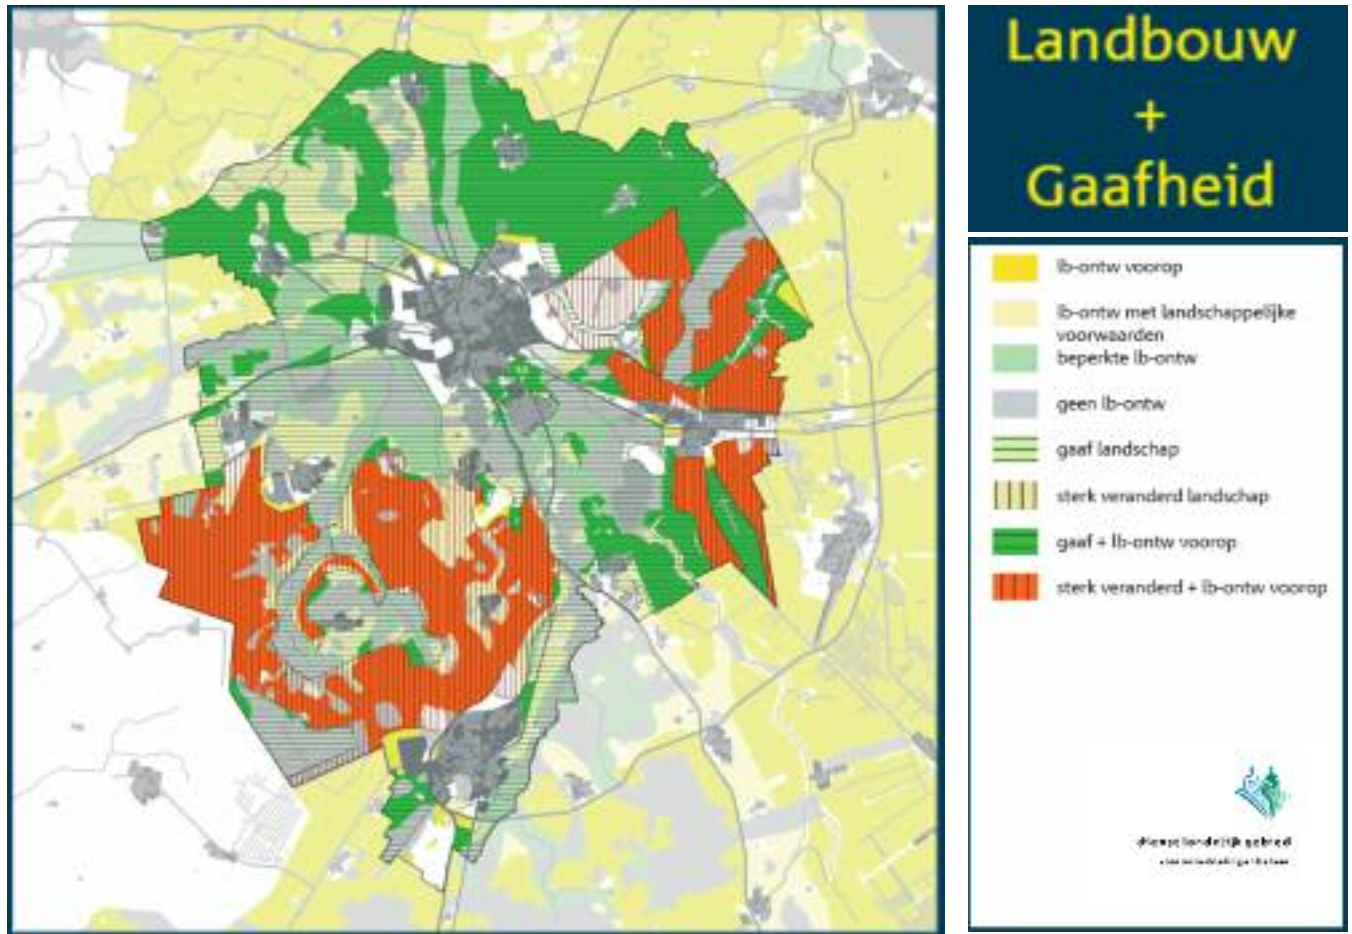 Landbouw
+
Gaafheid
lb-ontw voorop
lb-ontw met landschappelijke
voorwaarden
beperkte lb-ontw
geen lb-ontw
gaaf landschap
sterk veranderd landschap
gaaf + lb-ontw voorop
sterk veranderd + lb-ontw voorop
dienst landelijk gebied